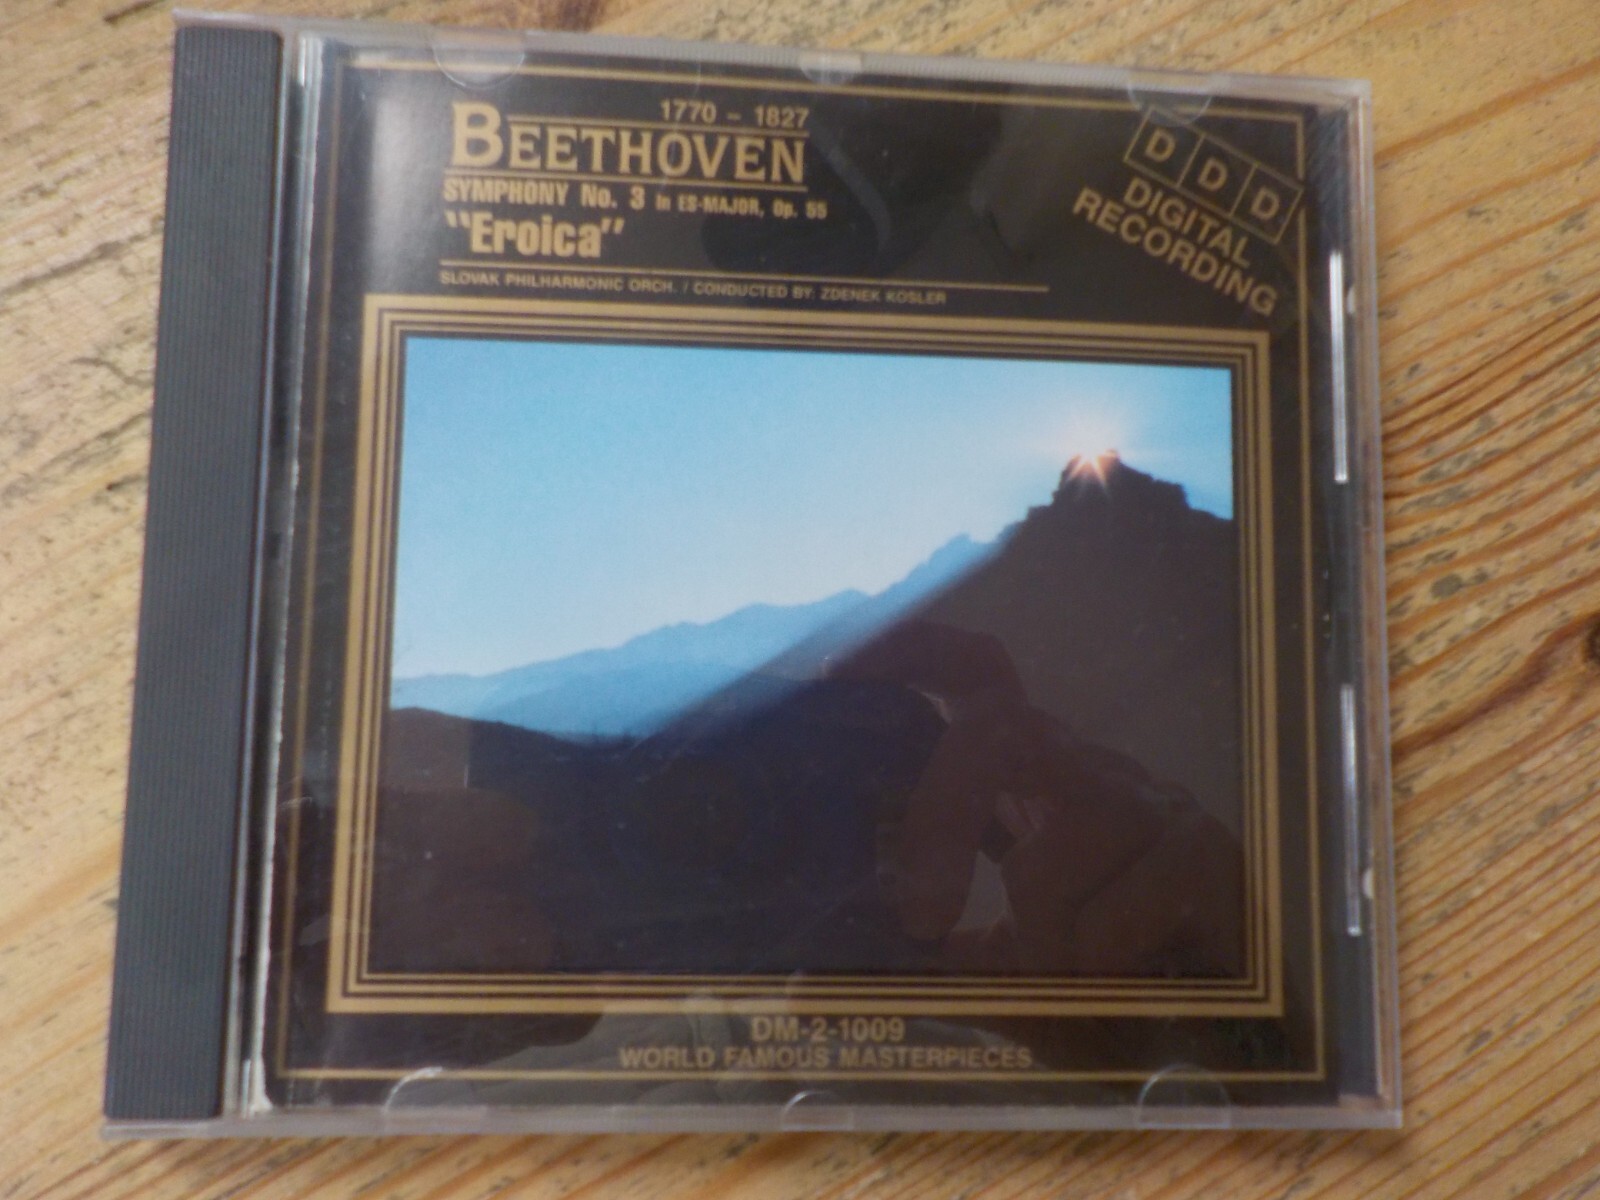 1770 - 1827
BEETHOVEN
SYMPHONY No. 3 in ES-MAJOR, Op. 55
"Eroica"
SLOVAK PHILHARMONIC ORCH. / CONDUCTED BY: ZDENEK KOSLER
D D D
DIGITAL
RECORDING
DM-2-1009
WORLD FAMOUS MASTERPIECES